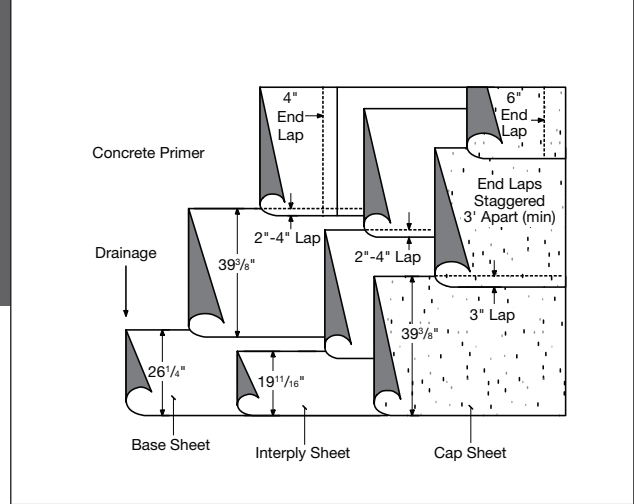 4"
End
Lap
6"
End
Lap
Concrete Primer
End Laps
Staggered
3' Apart (min)
2"-4" Lap
2"-4" Lap
Drainage
39³/₈"
3" Lap
39³/₈"
26¹/₄"
19¹¹/₁₆"
Base Sheet
Interply Sheet
Cap Sheet